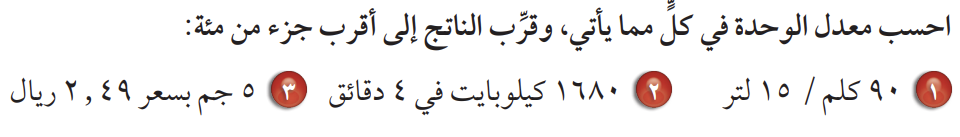 احسب معدل الوحدة في كلٍّ مما يأتي، وقرِّب الناتج إلى أقرب جزء من مئة:
١ ٩٠ كلم / ١٥ لتر ٢ ١٦٨٠ كيلوبايت في ٤ دقائق ٣ ٥ جم بسعر ٢,٤٩ ريال